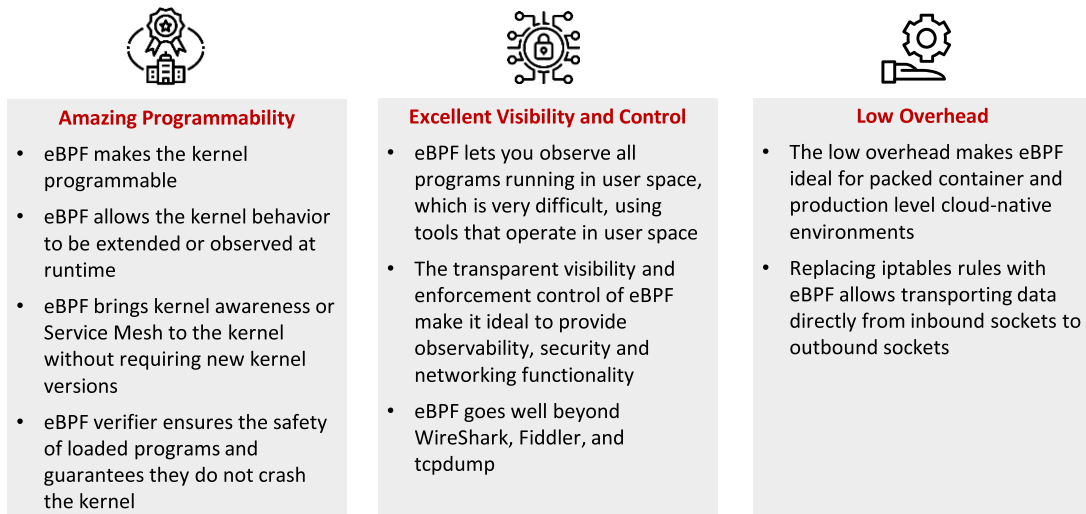 Amazing Programmability
• eBPF makes the kernel
programmable
• eBPF allows the kernel behavior
to be extended or observed at
runtime
• eBPF brings kernel awareness or
Service Mesh to the kernel
without requiring new kernel
versions
• eBPF verifier ensures the safety
of loaded programs and
guarantees they do not crash
the kernel
Excellent Visibility and Control
• eBPF lets you observe all
programs running in user space,
which is very difficult, using
tools that operate in user space
• The transparent visibility and
enforcement control of eBPF
make it ideal to provide
observability, security and
networking functionality
• eBPF goes well beyond
WireShark, Fiddler, and
tcpdump
Low Overhead
• The low overhead makes eBPF
ideal for packed container and
production level cloud-native
environments
• Replacing iptables rules with
eBPF allows transporting data
directly from inbound sockets to
outbound sockets